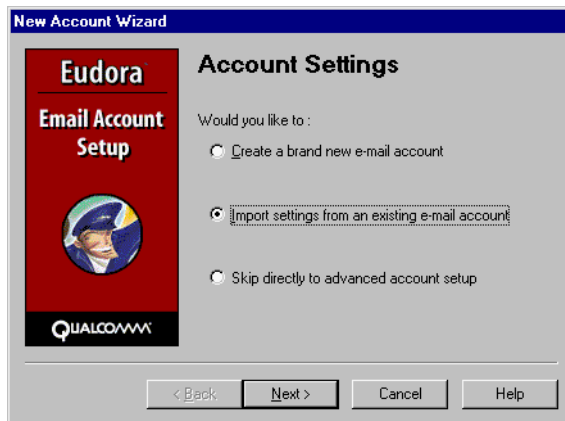 New Account Wizard
Eudora
Email Account
Setup
QUALCOMM
Account Settings
Would you like to :
Create a brand new e-mail account
Import settings from an existing e-mail account
Skip directly to advanced account setup
< Back
Next >
Cancel
Help